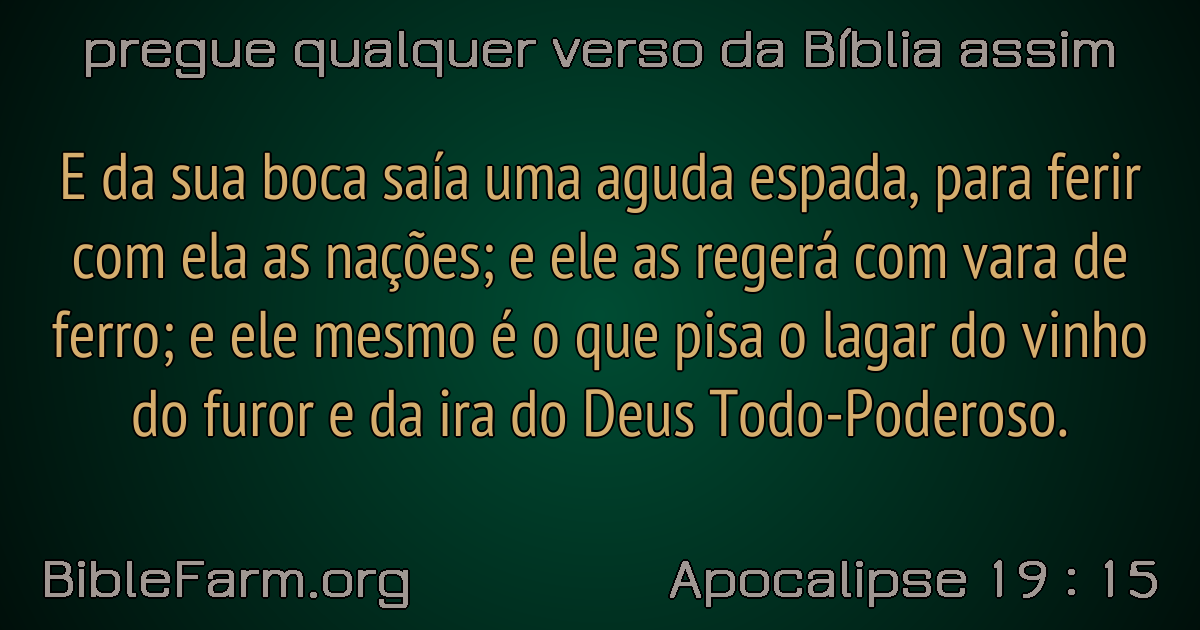 pregue qualquer verso da Bíblia assim
E da sua boca saía uma aguda espada, para ferir
com ela as nações; e ele as regerá com vara de
ferro; e ele mesmo é o que pisa o lagar do vinho
do furor e da ira do Deus Todo-Poderoso.
BibleFarm.org
Apocalipse 19 : 15